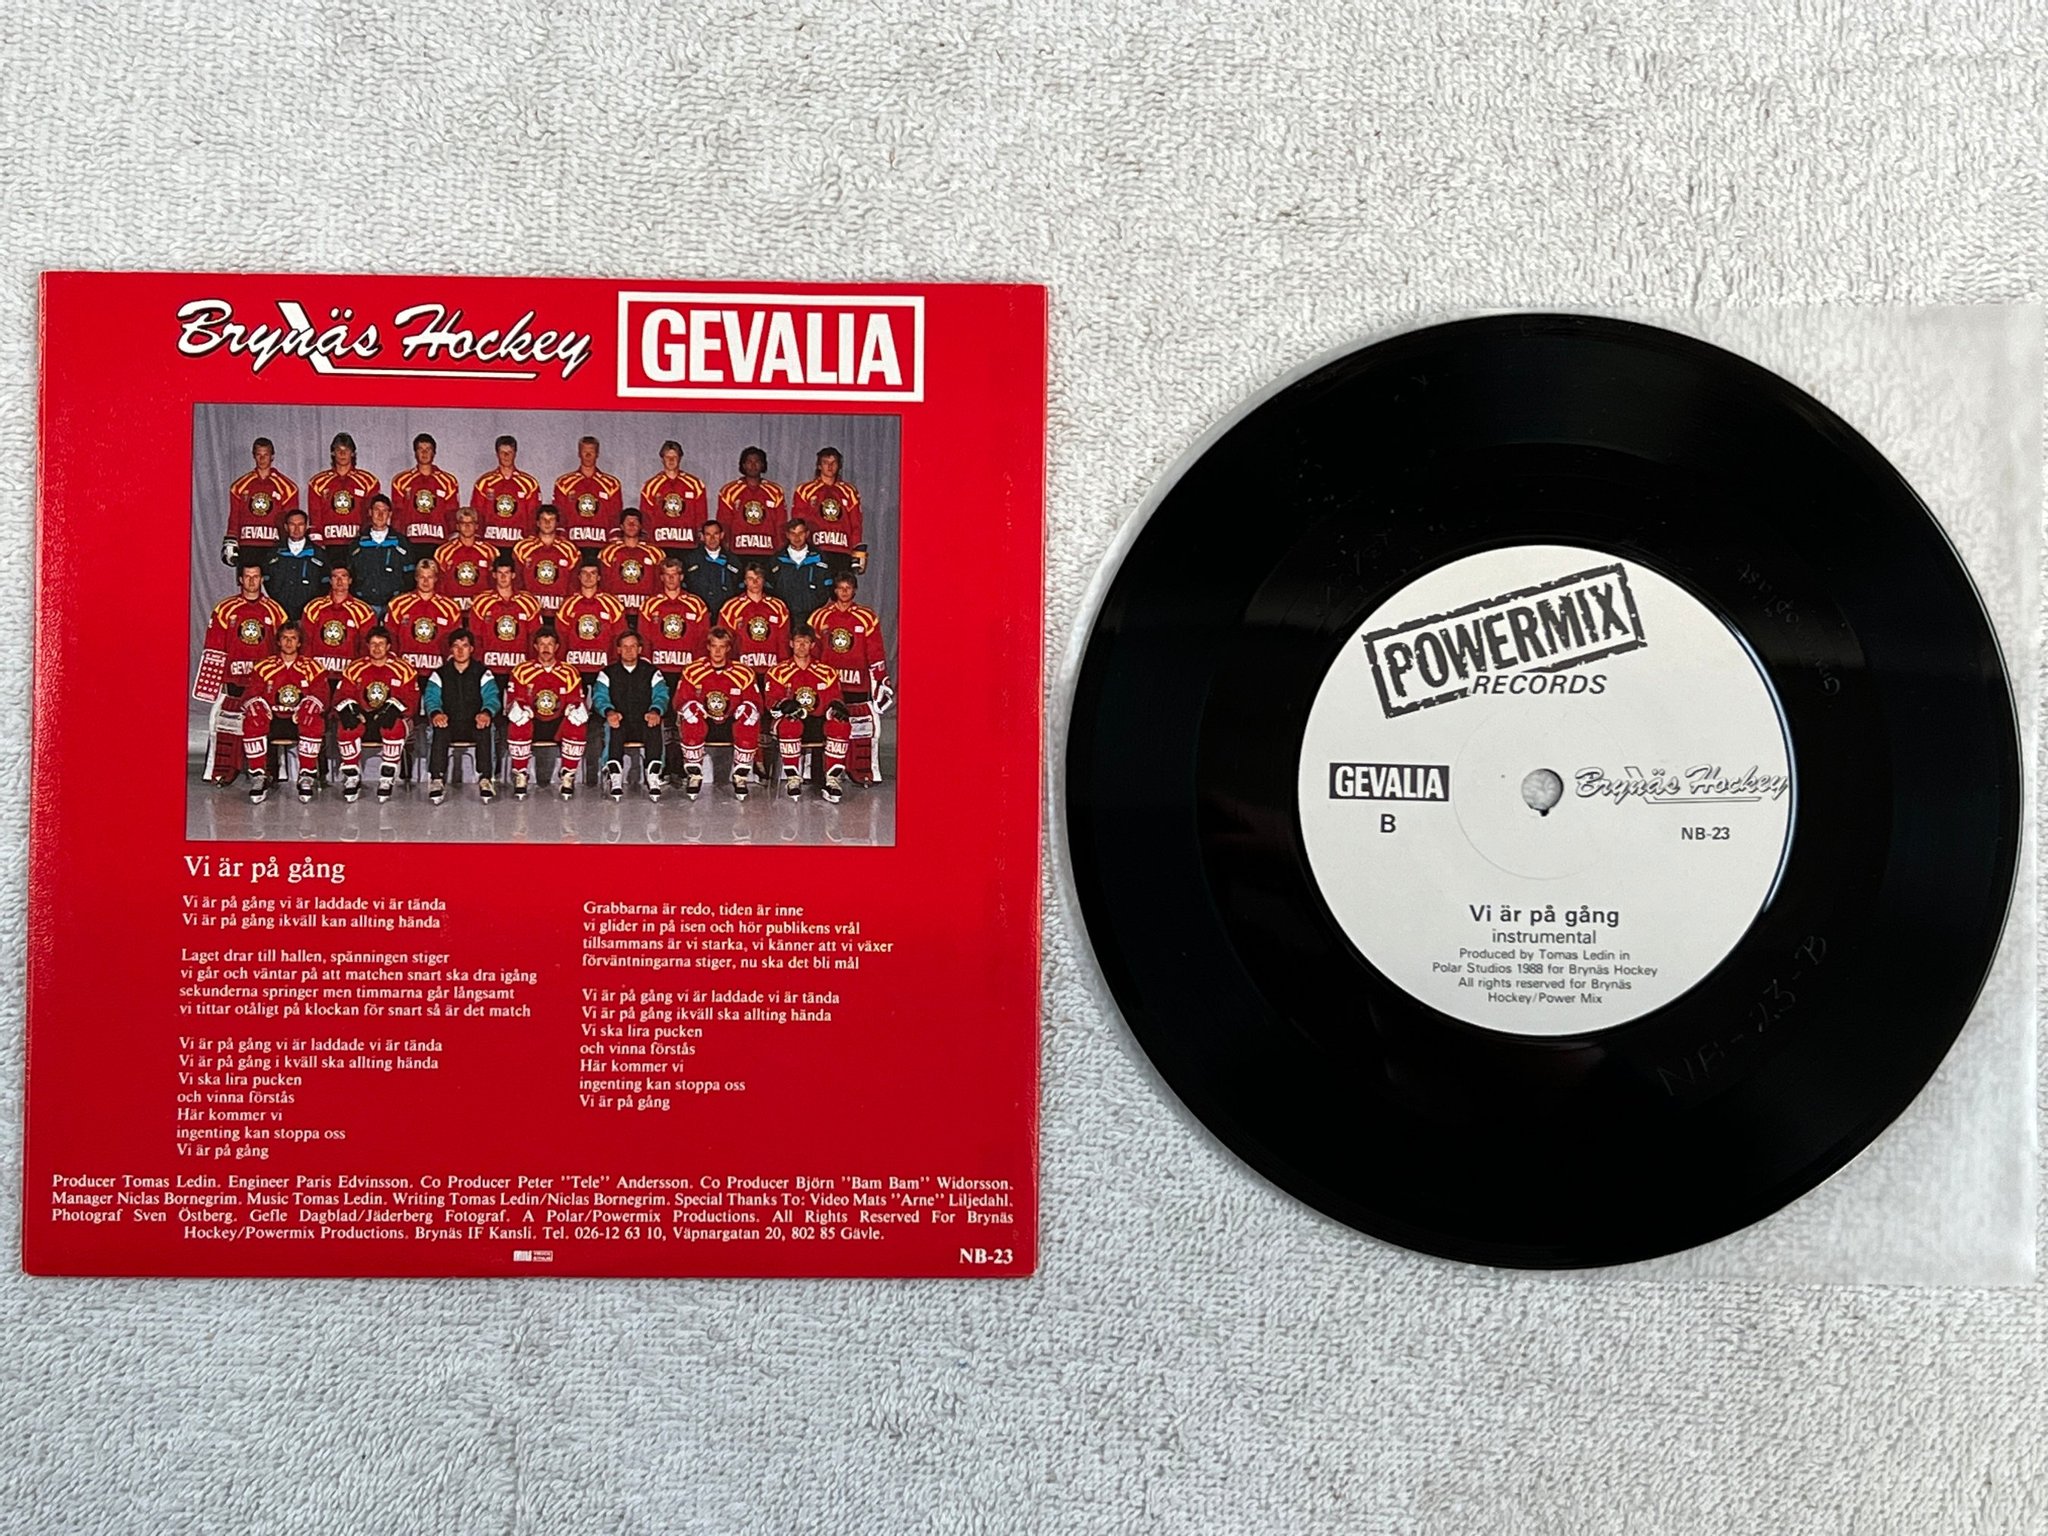 Brynäs Hockey
GEVALIA
Vi är på gång
Vi är på gång vi är laddade vi är tända
Vi är på gång ikväll kan allting hända
Laget drar till hallen, spänningen stiger
vi går och väntar på att matchen snart ska dra igång
sekunderna springer men timmarna går långsamt
vi tittar otåligt på klockan för snart så är det match
Vi är på gång vi är laddade vi är tända
Vi är på gång i kväll ska allting hända
Vi ska lira pucken
och vinna förstås
Här kommer vi
ingenting kan stoppa oss
Vi är på gång
Grabbarna är redo, tiden är inne
vi glider in på isen och hör publikens vrål
tillsammans är vi starka, vi känner att vi växer
förväntningarna stiger, nu ska det bli mål
Vi är på gång vi är laddade vi är tända
Vi är på gång ikväll ska allting hända
Vi ska lira pucken
och vinna förstås
Här kommer vi
ingenting kan stoppa oss
Vi är på gång
Producer Tomas Ledin. Engineer Paris Edvinsson. Co Producer Peter "Tele" Andersson. Co Producer Björn "Bam Bam" Widorsson.
Manager Niclas Bornegrim. Music Tomas Ledin. Writing Tomas Ledin/Niclas Bornegrim. Special Thanks To: Video Mats "Arne" Liljedahl.
Photograf Sven Östberg. Gefle Dagblad/Jäderberg Fotograf. A Polar/Powermix Productions. All Rights Reserved For Brynäs
Hockey/Powermix Productions. Brynäs IF Kansli. Tel. 026-12 63 10, Väpnargatan 20, 802 85 Gävle.
NB-23
POWERMIX
RECORDS
GEVALIA
B
Brynäs Hockey
NB-23
Vi är på gång
instrumental
Produced by Tomas Ledin in
Polar Studios 1988 for Brynäs Hockey
All rights reserved for Brynäs
Hockey/Power Mix
NB-23-B